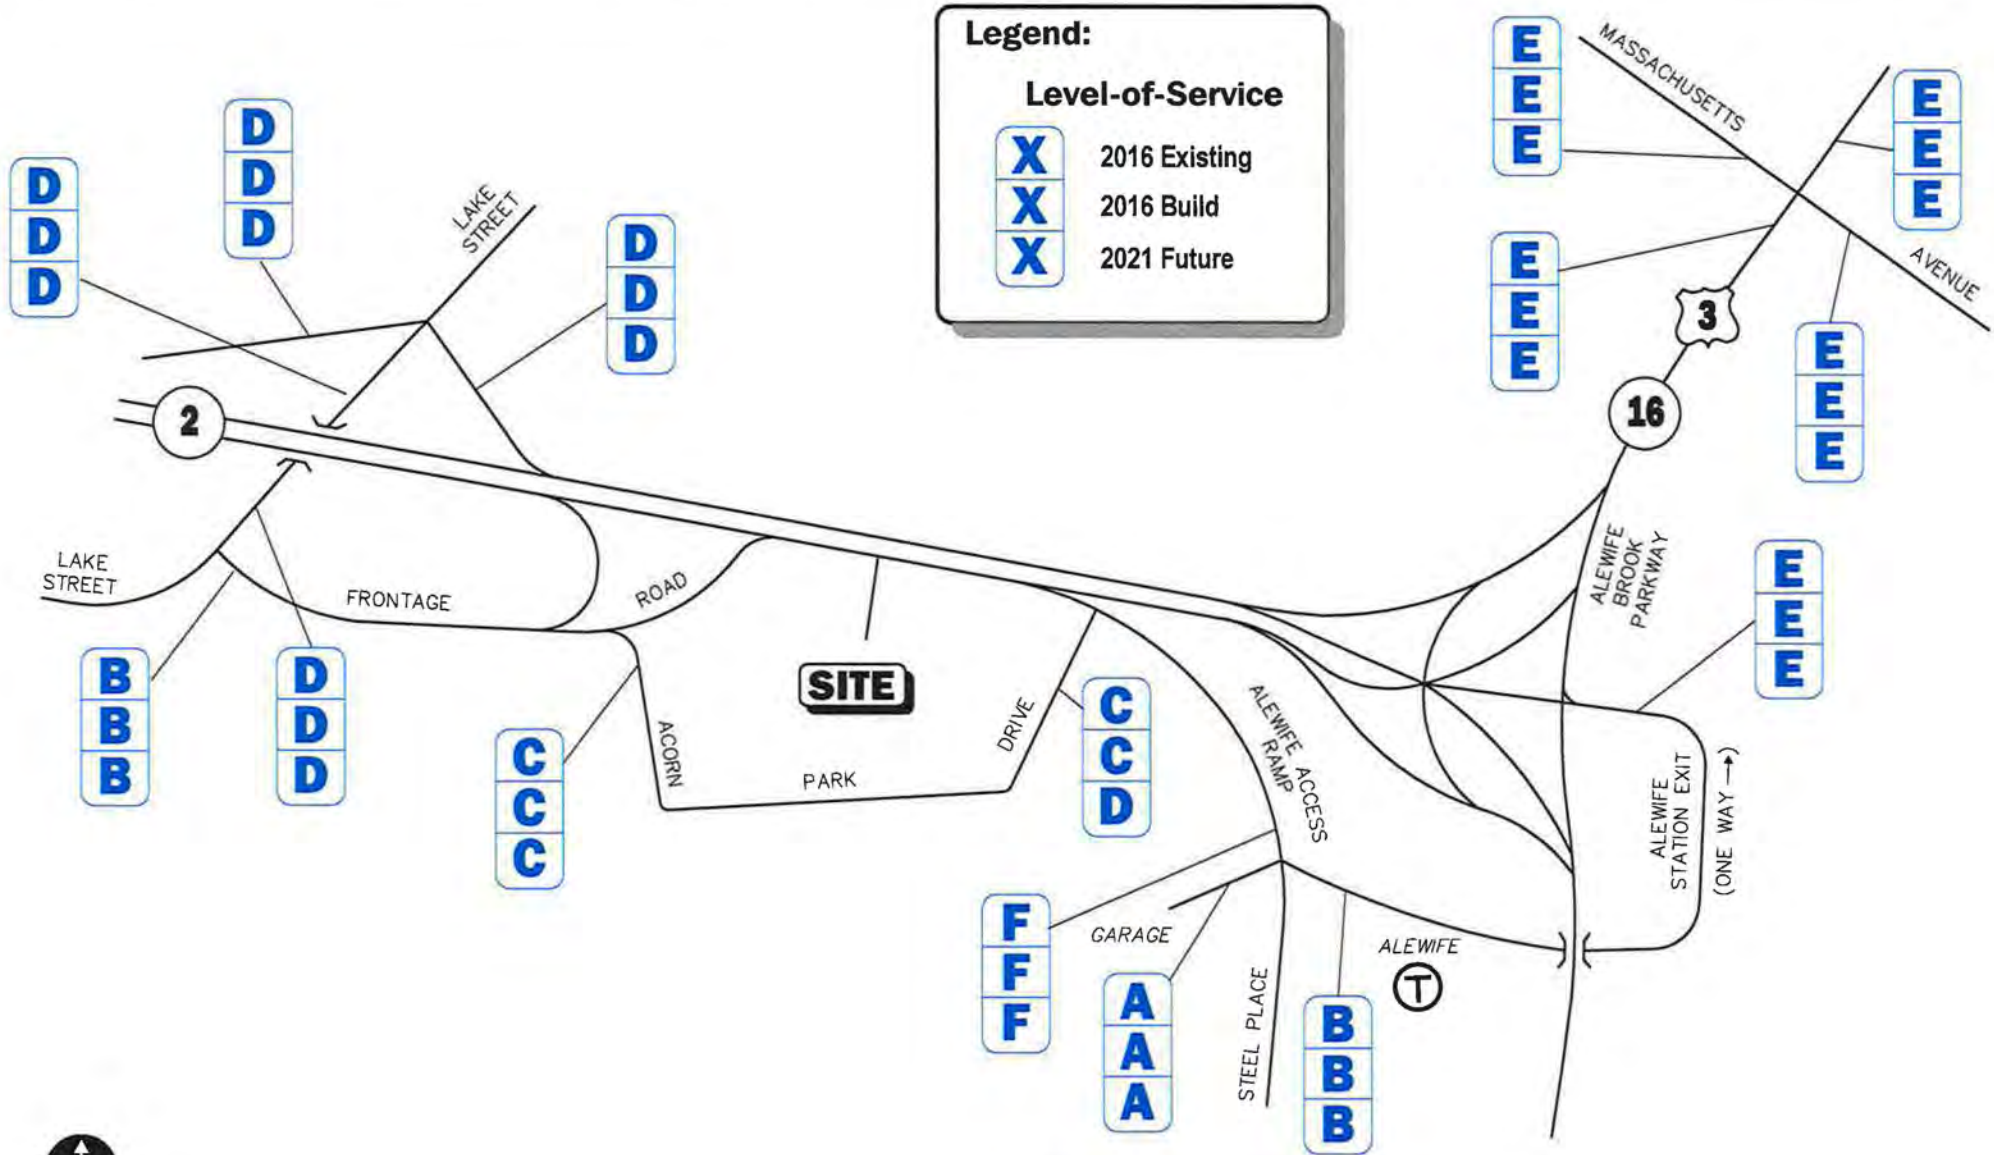 Legend:
Level-of-Service
X 2016 Existing
X 2016 Build
X 2021 Future
D
D
D
D
D
D
LAKE
STREET
D
D
D
E
E
E
MASSACHUSETTS
AVENUE
E
E
E
E
E
E
3
16
E
E
E
2
LAKE
STREET
FRONTAGE
ROAD
B
B
B
D
D
D
C
C
C
SITE
ACORN
PARK
DRIVE
C
C
D
ALEWIFE ACCESS
RAMP
ALEWIFE
BROOK
PARKWAY
E
E
E
ALEWIFE
STATION EXIT
(ONE WAY →)
F
F
F
GARAGE
A
A
A
STEEL PLACE
B
B
B
ALEWIFE
T